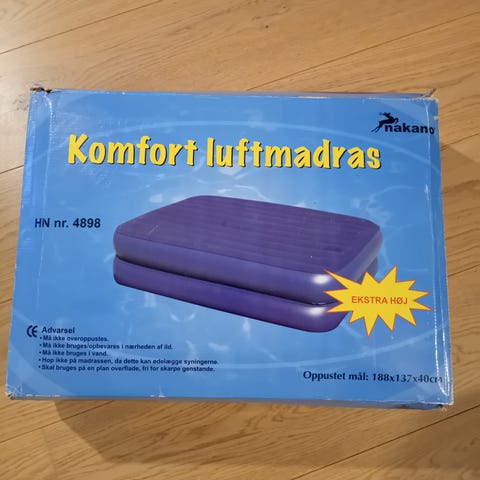 nakano
Komfort luftmadras
HN nr. 4898
EKSTRA HØJ
CE Advarsel
• Må ikke overoppustes.
• Må ikke bruges/opbevares i nærheden af ild.
• Må ikke bruges i vand.
• Hop ikke på madrassen, da dette kan ødelægge syningerne.
• Skal bruges på en plan overflade, fri for skarpe genstande.
Oppustet mål: 188x137x40cm